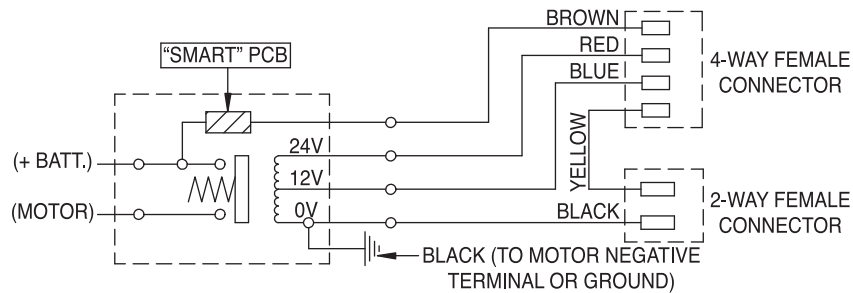 BROWN
"SMART" PCB
RED
4-WAY FEMALE
CONNECTOR
BLUE
24V
(+ BATT.)
YELLOW
12V
2-WAY FEMALE
CONNECTOR
(MOTOR)
0V
BLACK
BLACK (TO MOTOR NEGATIVE
TERMINAL OR GROUND)